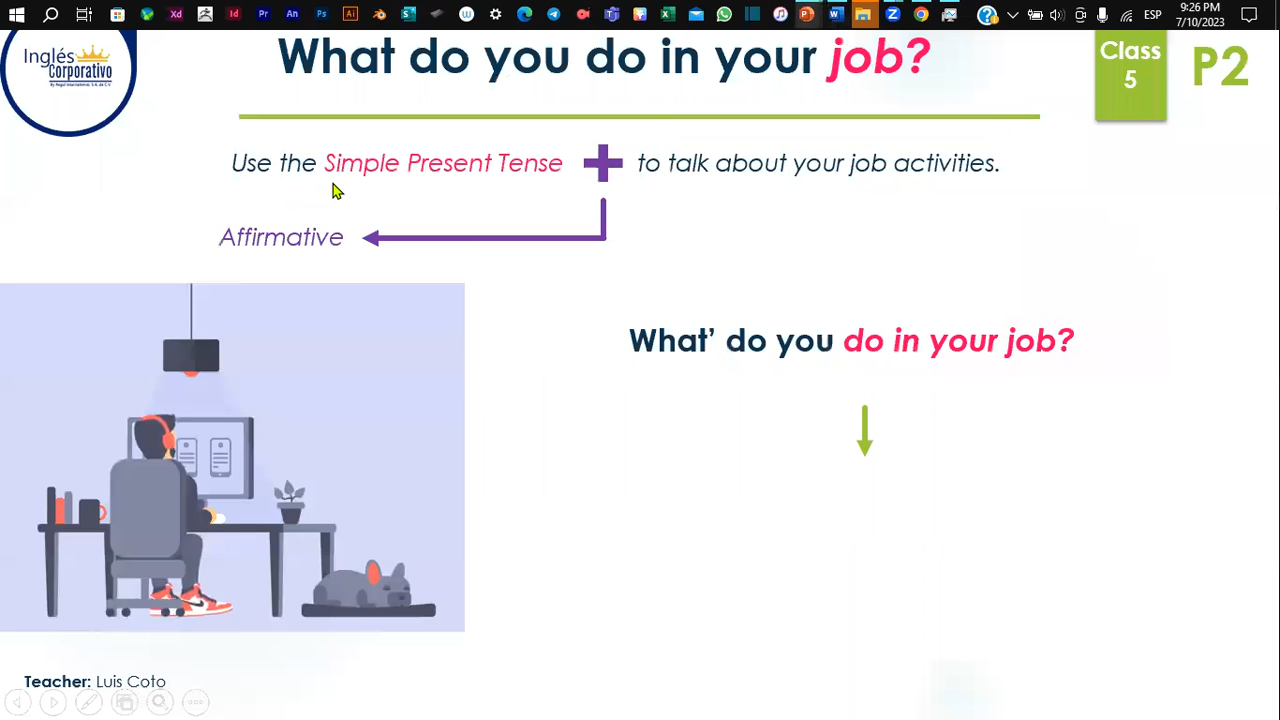 9:26 PM
ESP
7/10/2023
Inglés
Corporativo
What do you do in your job?
Class
5
P2
Use the Simple Present Tense + to talk about your job activities.
Affirmative
What’ do you do in your job?
Teacher: Luis Coto